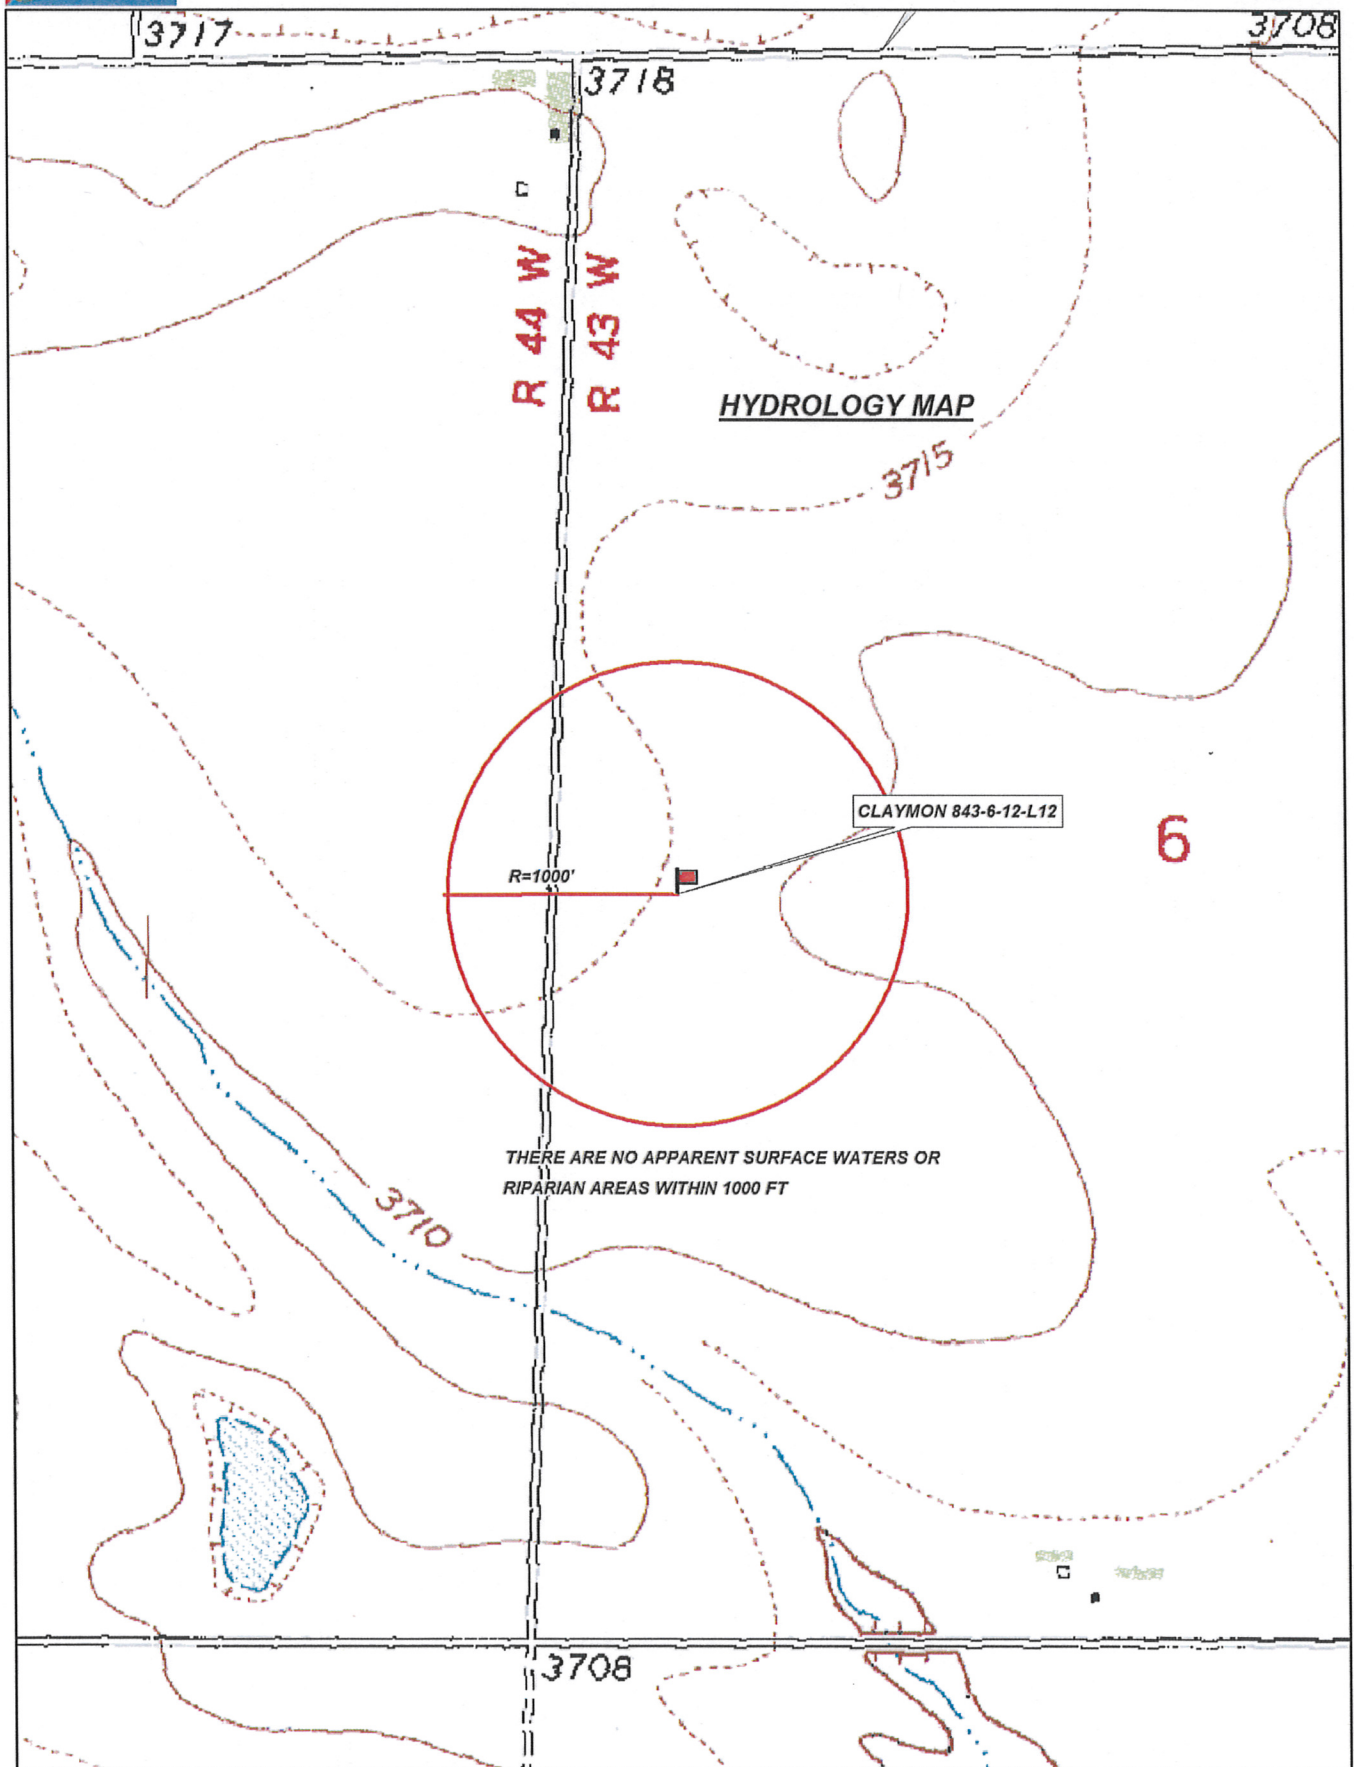 3717
3708
3718
R 44 W
R 43 W
HYDROLOGY MAP
3715
CLAYMON 843-6-12-L12
6
R=1000'
THERE ARE NO APPARENT SURFACE WATERS OR
RIPARIAN AREAS WITHIN 1000 FT
3710
3708